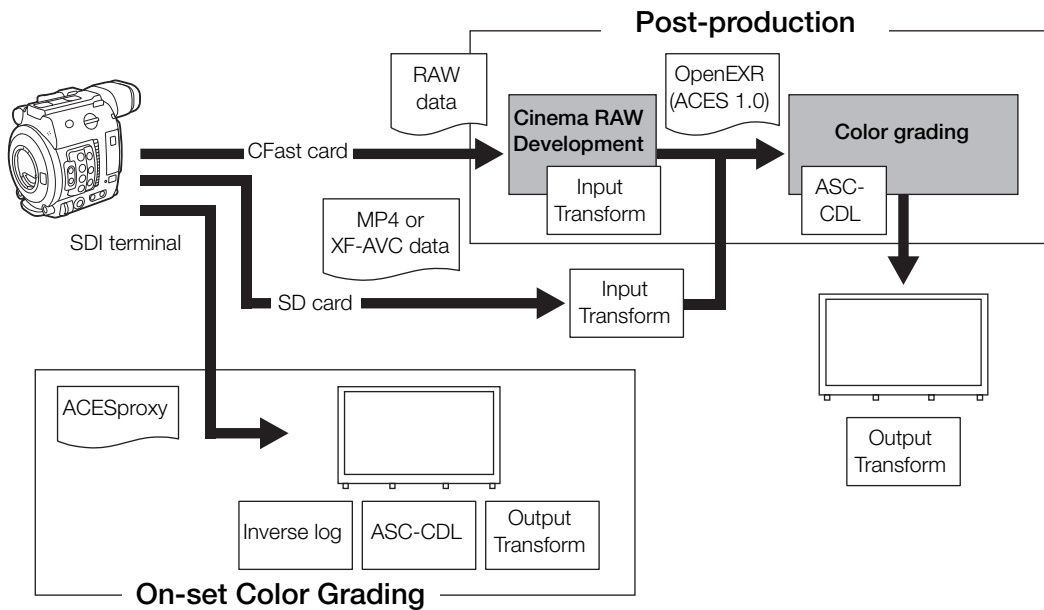 Post-production
RAW
data
OpenEXR
(ACES 1.0)
Cinema RAW
Development
Color grading
CFast card
Input
Transform
ASC-
CDL
SDI terminal
MP4 or
XF-AVC data
SD card
Input
Transform
ACESproxy
Output
Transform
Inverse log
ASC-CDL
Output
Transform
On-set Color Grading